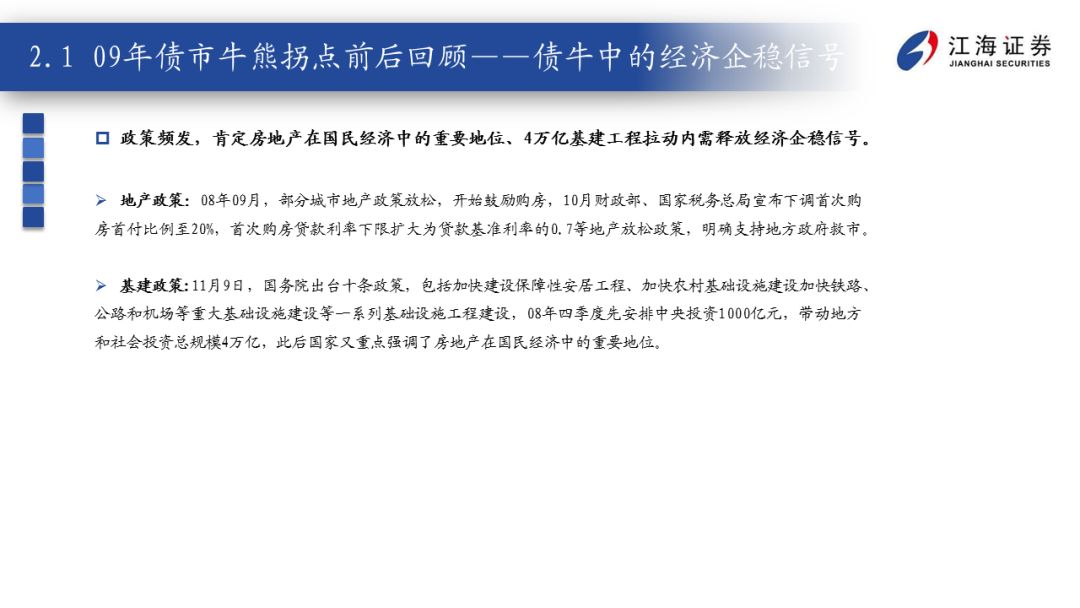 2.1 09年债市牛熊拐点前后回顾——债牛中的经济企稳信号
江海证券
JIANGHAI SECURITIES
政策频发，肯定房地产在国民经济中的重要地位、4万亿基建工程拉动内需释放经济企稳信号。
地产政策：08年09月，部分城市地产政策放松，开始鼓励购房，10月财政部、国家税务总局宣布下调首次购
房首付比例至20%，首次购房贷款利率下限扩大为贷款基准利率的0.7等地产放松政策，明确支持地方政府救市。
基建政策:11月9日，国务院出台十条政策，包括加快建设保障性安居工程、加快农村基础设施建设加快铁路、
公路和机场等重大基础设施建设等一系列基础设施工程建设，08年四季度先安排中央投资1000亿元，带动地方
和社会投资总规模4万亿，此后国家又重点强调了房地产在国民经济中的重要地位。